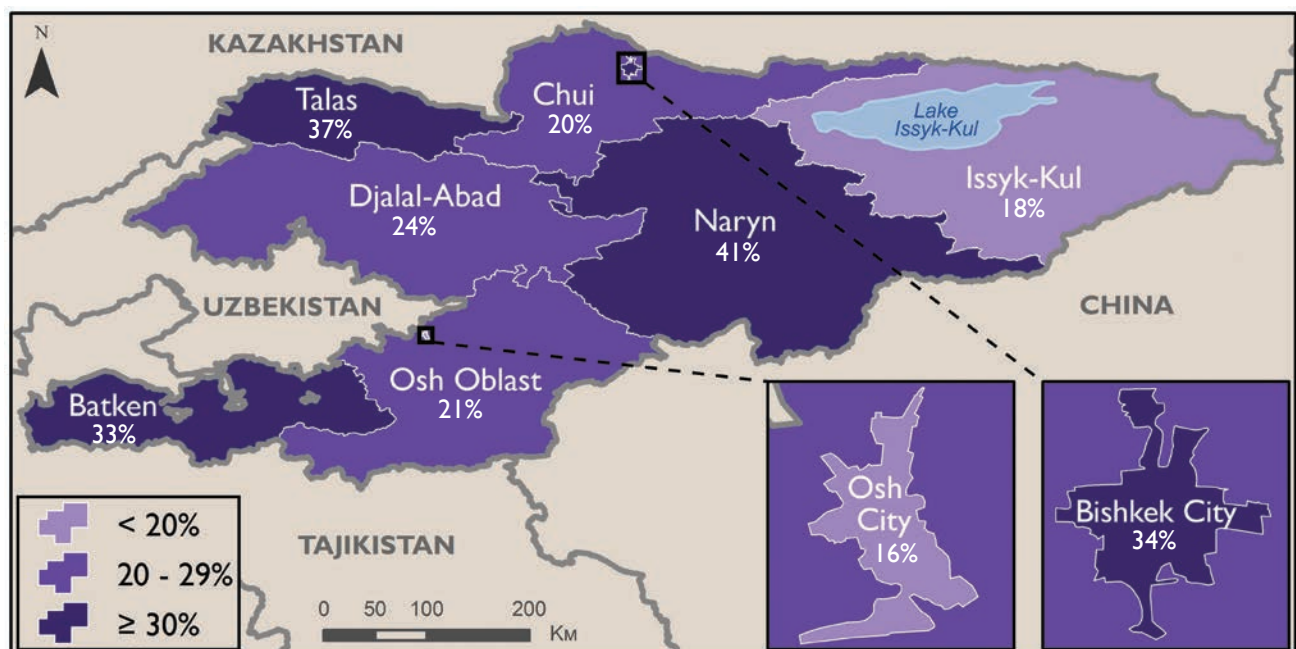 N
KAZAKHSTAN
Talas
37%
Chui
20%
Lake
Issyk-Kul
Issyk-Kul
18%
Djalal-Abad
24%
Naryn
41%
UZBEKISTAN
CHINA
Osh Oblast
21%
Batken
33%
TAJIKISTAN
< 20%
20 - 29%
≥ 30%
0 50 100 200
KM
Osh
City
16%
Bishkek City
34%